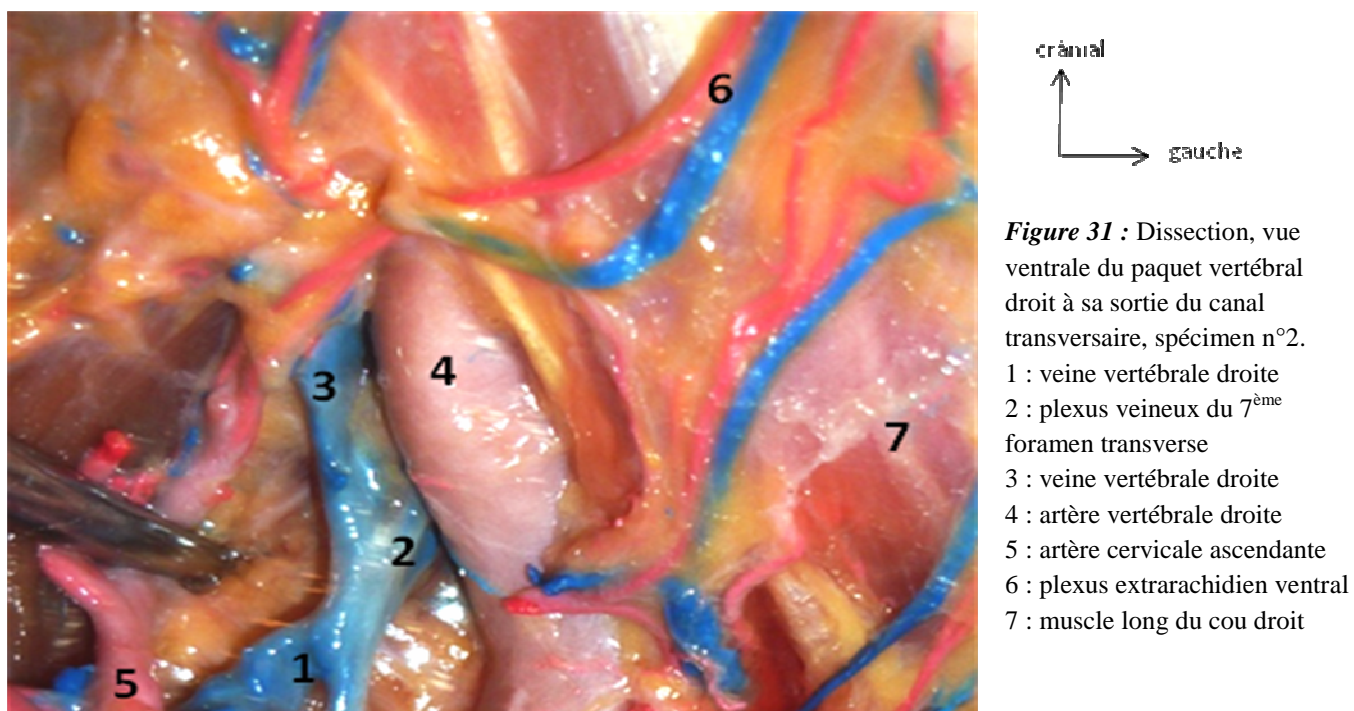 crânial
gauche
Figure 31 : Dissection, vue
ventrale du paquet vertébral
droit à sa sortie du canal
transversaire, spécimen n°2.
1 : veine vertébrale droite
2 : plexus veineux du 7ème
foramen transverse
3 : veine vertébrale droite
4 : artère vertébrale droite
5 : artère cervicale ascendante
6 : plexus extrarachidien ventral
7 : muscle long du cou droit
6
3
4
7
2
1
5